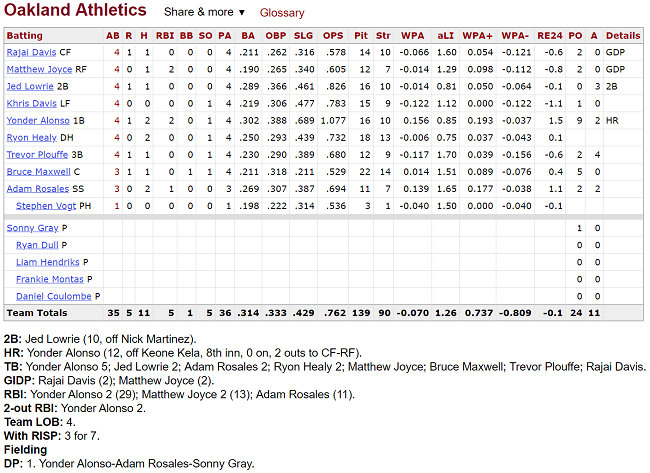 Oakland Athletics Share & more ▼ Glossary
Batting AB R H RBI BB SO PA BA OBP SLG OPS Pit Str WPA aLI WPA+ WPA- RE24 PO A Details
Rajai Davis CF 4 1 1 0 0 0 4 .211 .262 .316 .578 14 10 -0.066 1.60 0.054 -0.121 -0.6 2 0 GDP
Matthew Joyce RF 4 1 1 2 0 0 4 .190 .265 .340 .605 12 7 -0.014 1.29 0.098 -0.112 -0.8 2 0 GDP
Jed Lowrie 2B 4 1 1 0 0 0 4 .289 .366 .461 .826 16 10 -0.014 0.81 0.050 -0.064 -0.1 0 3 2B
Khris Davis LF 4 0 0 0 0 1 4 .219 .306 .477 .783 15 9 -0.122 1.12 0.000 -0.122 -1.1 1 0
Yonder Alonso 1B 4 1 2 2 0 0 4 .302 .388 .689 1.077 16 10 0.156 0.85 0.193 -0.037 1.5 9 2 HR
Ryon Healy DH 4 0 2 0 0 1 4 .250 .293 .439 .732 18 13 -0.006 0.75 0.037 -0.043 0.1
Trevor Plouffe 3B 4 1 1 0 0 1 4 .230 .290 .389 .680 12 9 -0.117 1.70 0.039 -0.156 -0.6 2 4
Bruce Maxwell C 3 0 1 0 1 1 4 .211 .318 .211 .529 22 14 0.014 1.51 0.089 -0.076 0.4 5 0
Adam Rosales SS 3 0 2 1 0 0 3 .269 .307 .387 .694 11 7 0.139 1.65 0.177 -0.038 1.1 2 2
Stephen Vogt PH 1 0 0 0 0 1 1 .198 .222 .314 .536 3 1 -0.040 1.50 0.000 -0.040 -0.1
Sonny Gray P 1 0
Ryan Dull P 0 0
Liam Hendriks P 0 0
Frankie Montas P 0 0
Daniel Coulombe P 0 0
Team Totals 35 5 11 5 1 5 36 .314 .333 .429 .762 139 90 -0.070 1.26 0.737 -0.809 -0.1 24 11
2B: Jed Lowrie (10, off Nick Martinez).
HR: Yonder Alonso (12, off Keone Kela, 8th inn, 0 on, 2 outs to CF-RF).
TB: Yonder Alonso 5; Jed Lowrie 2; Adam Rosales 2; Ryon Healy 2; Matthew Joyce; Bruce Maxwell; Trevor Plouffe; Rajai Davis.
GIDP: Rajai Davis (2); Matthew Joyce (2).
RBI: Yonder Alonso 2 (29); Matthew Joyce 2 (13); Adam Rosales (11).
2-out RBI: Yonder Alonso 2.
Team LOB: 4.
With RISP: 3 for 7.
Fielding
DP: 1. Yonder Alonso-Adam Rosales-Sonny Gray.